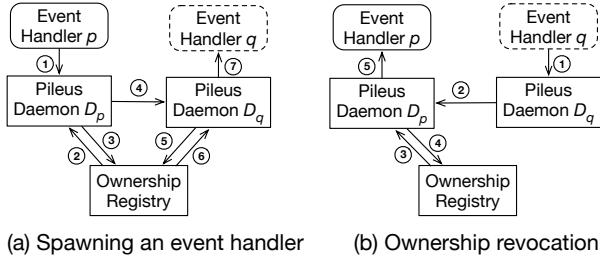 Event
Handler p
Event
Handler q
1
7
Pileus
Daemon Dp
4
Pileus
Daemon Dq
2
3
5
6
Ownership
Registry
(a) Spawning an event handler
Event
Handler p
Event
Handler q
5
1
Pileus
Daemon Dp
2
Pileus
Daemon Dq
3
4
Ownership
Registry
(b) Ownership revocation